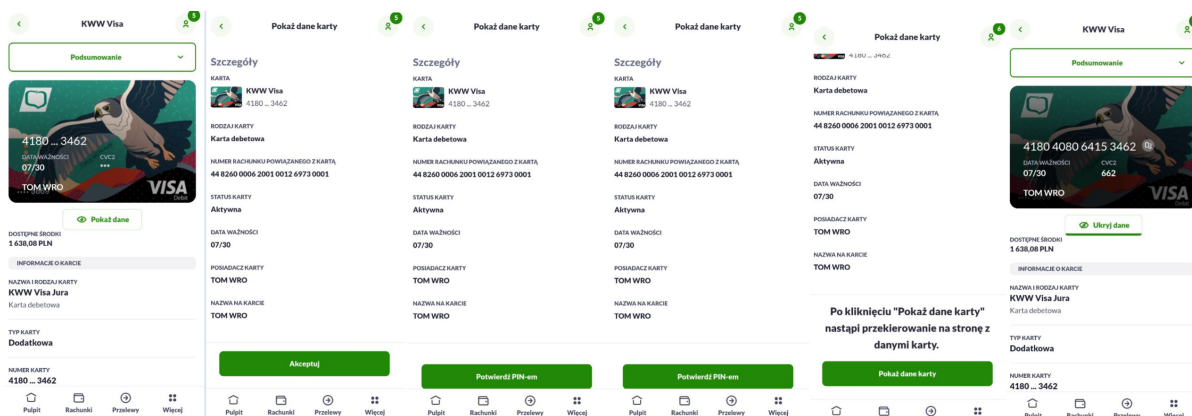 KWW Visa
5
Podsumowanie
4180 ... 3462
DATA WAŻNOŚCI
CVC2
07/30
***
TOM WRO
VISA
Debit
Pokaż dane
DOSTĘPNE ŚRODKI
1 638,08 PLN
INFORMACJE O KARCIE
NAZWA I RODZAJ KARTY
KWW Visa Jura
Karta debetowa
TYP KARTY
Dodatkowa
NUMER KARTY
4180 ... 3462
Pulpit
Rachunki
Przelewy
Więcej
Pokaż dane karty
5
Szczegóły
KARTA
KWW Visa
4180 ... 3462
RODZAJ KARTY
Karta debetowa
NUMER RACHUNKU POWIĄZANEGO Z KARTĄ
44 8260 0006 2001 0012 6973 0001
STATUS KARTY
Aktywna
DATA WAŻNOŚCI
07/30
POSIADACZ KARTY
TOM WRO
NAZWA NA KARCIE
TOM WRO
Akceptuj
Pulpit
Rachunki
Przelewy
Więcej
Pokaż dane karty
5
Szczegóły
KARTA
KWW Visa
4180 ... 3462
RODZAJ KARTY
Karta debetowa
NUMER RACHUNKU POWIĄZANEGO Z KARTĄ
44 8260 0006 2001 0012 6973 0001
STATUS KARTY
Aktywna
DATA WAŻNOŚCI
07/30
POSIADACZ KARTY
TOM WRO
NAZWA NA KARCIE
TOM WRO
Potwierdź PIN-em
Pulpit
Rachunki
Przelewy
Więcej
Pokaż dane karty
5
Szczegóły
KARTA
KWW Visa
4180 ... 3462
RODZAJ KARTY
Karta debetowa
NUMER RACHUNKU POWIĄZANEGO Z KARTĄ
44 8260 0006 2001 0012 6973 0001
STATUS KARTY
Aktywna
DATA WAŻNOŚCI
07/30
POSIADACZ KARTY
TOM WRO
NAZWA NA KARCIE
TOM WRO
Potwierdź PIN-em
Pulpit
Rachunki
Przelewy
Więcej
Pokaż dane karty
6
4180 ... 3462
RODZAJ KARTY
Karta debetowa
NUMER RACHUNKU POWIĄZANEGO Z KARTĄ
44 8260 0006 2001 0012 6973 0001
STATUS KARTY
Aktywna
DATA WAŻNOŚCI
07/30
POSIADACZ KARTY
TOM WRO
NAZWA NA KARCIE
TOM WRO
Po kliknięciu "Pokaż dane karty"
nastąpi przekierowanie na stronę z
danymi karty.
Pokaż dane karty
KWW Visa
Podsumowanie
4180 4080 6415 3462
DATA WAŻNOŚCI
CVC2
07/30
662
TOM WRO
VISA
Debit
Ukryj dane
DOSTĘPNE ŚRODKI
1 638,08 PLN
INFORMACJE O KARCIE
NAZWA I RODZAJ KARTY
KWW Visa Jura
Karta debetowa
TYP KARTY
Dodatkowa
NUMER KARTY
4180 ... 3462
Pulpit
Rachunki
Przelewy
Więcej